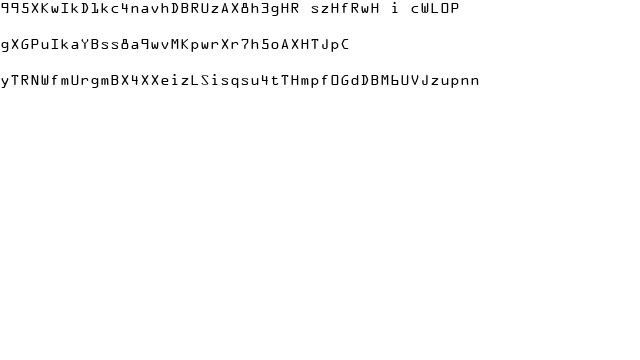 995XKwIkD1kc4navhDBRUzAX8h3gHR szHfRwH i cWLOP
gXGPuIkaYBss8a9wvMKpwrXr7h5oAXHTJpC
yTRNWfmUrgmBX4XXeizLSisqsu4tTHmpfOGdDBM6UVJzupnn